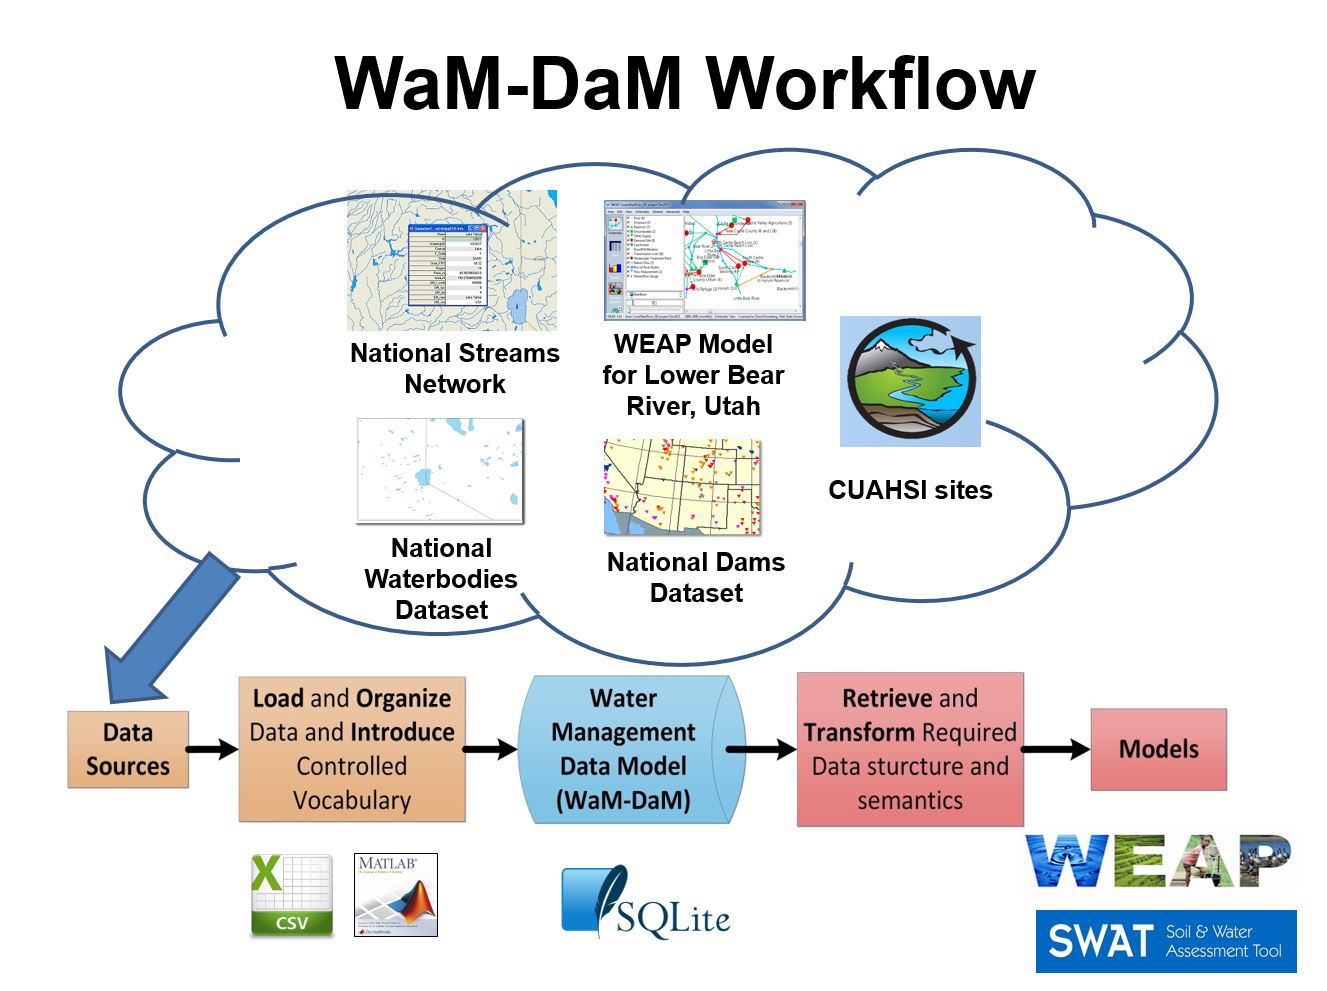 WaM-DaM Workflow
National Streams
Network
WEAP Model
for Lower Bear
River, Utah
CUAHSI sites
National
Waterbodies
Dataset
National Dams
Dataset
Data
Sources
Load and Organize
Data and Introduce
Controlled
Vocabulary
Water
Management
Data Model
(WaM-DaM)
Retrieve and
Transform Required
Data sturcture and
semantics
Models
CSV
MATLAB
SQLite
WEAP
SWAT
Soil & Water
Assessment Tool